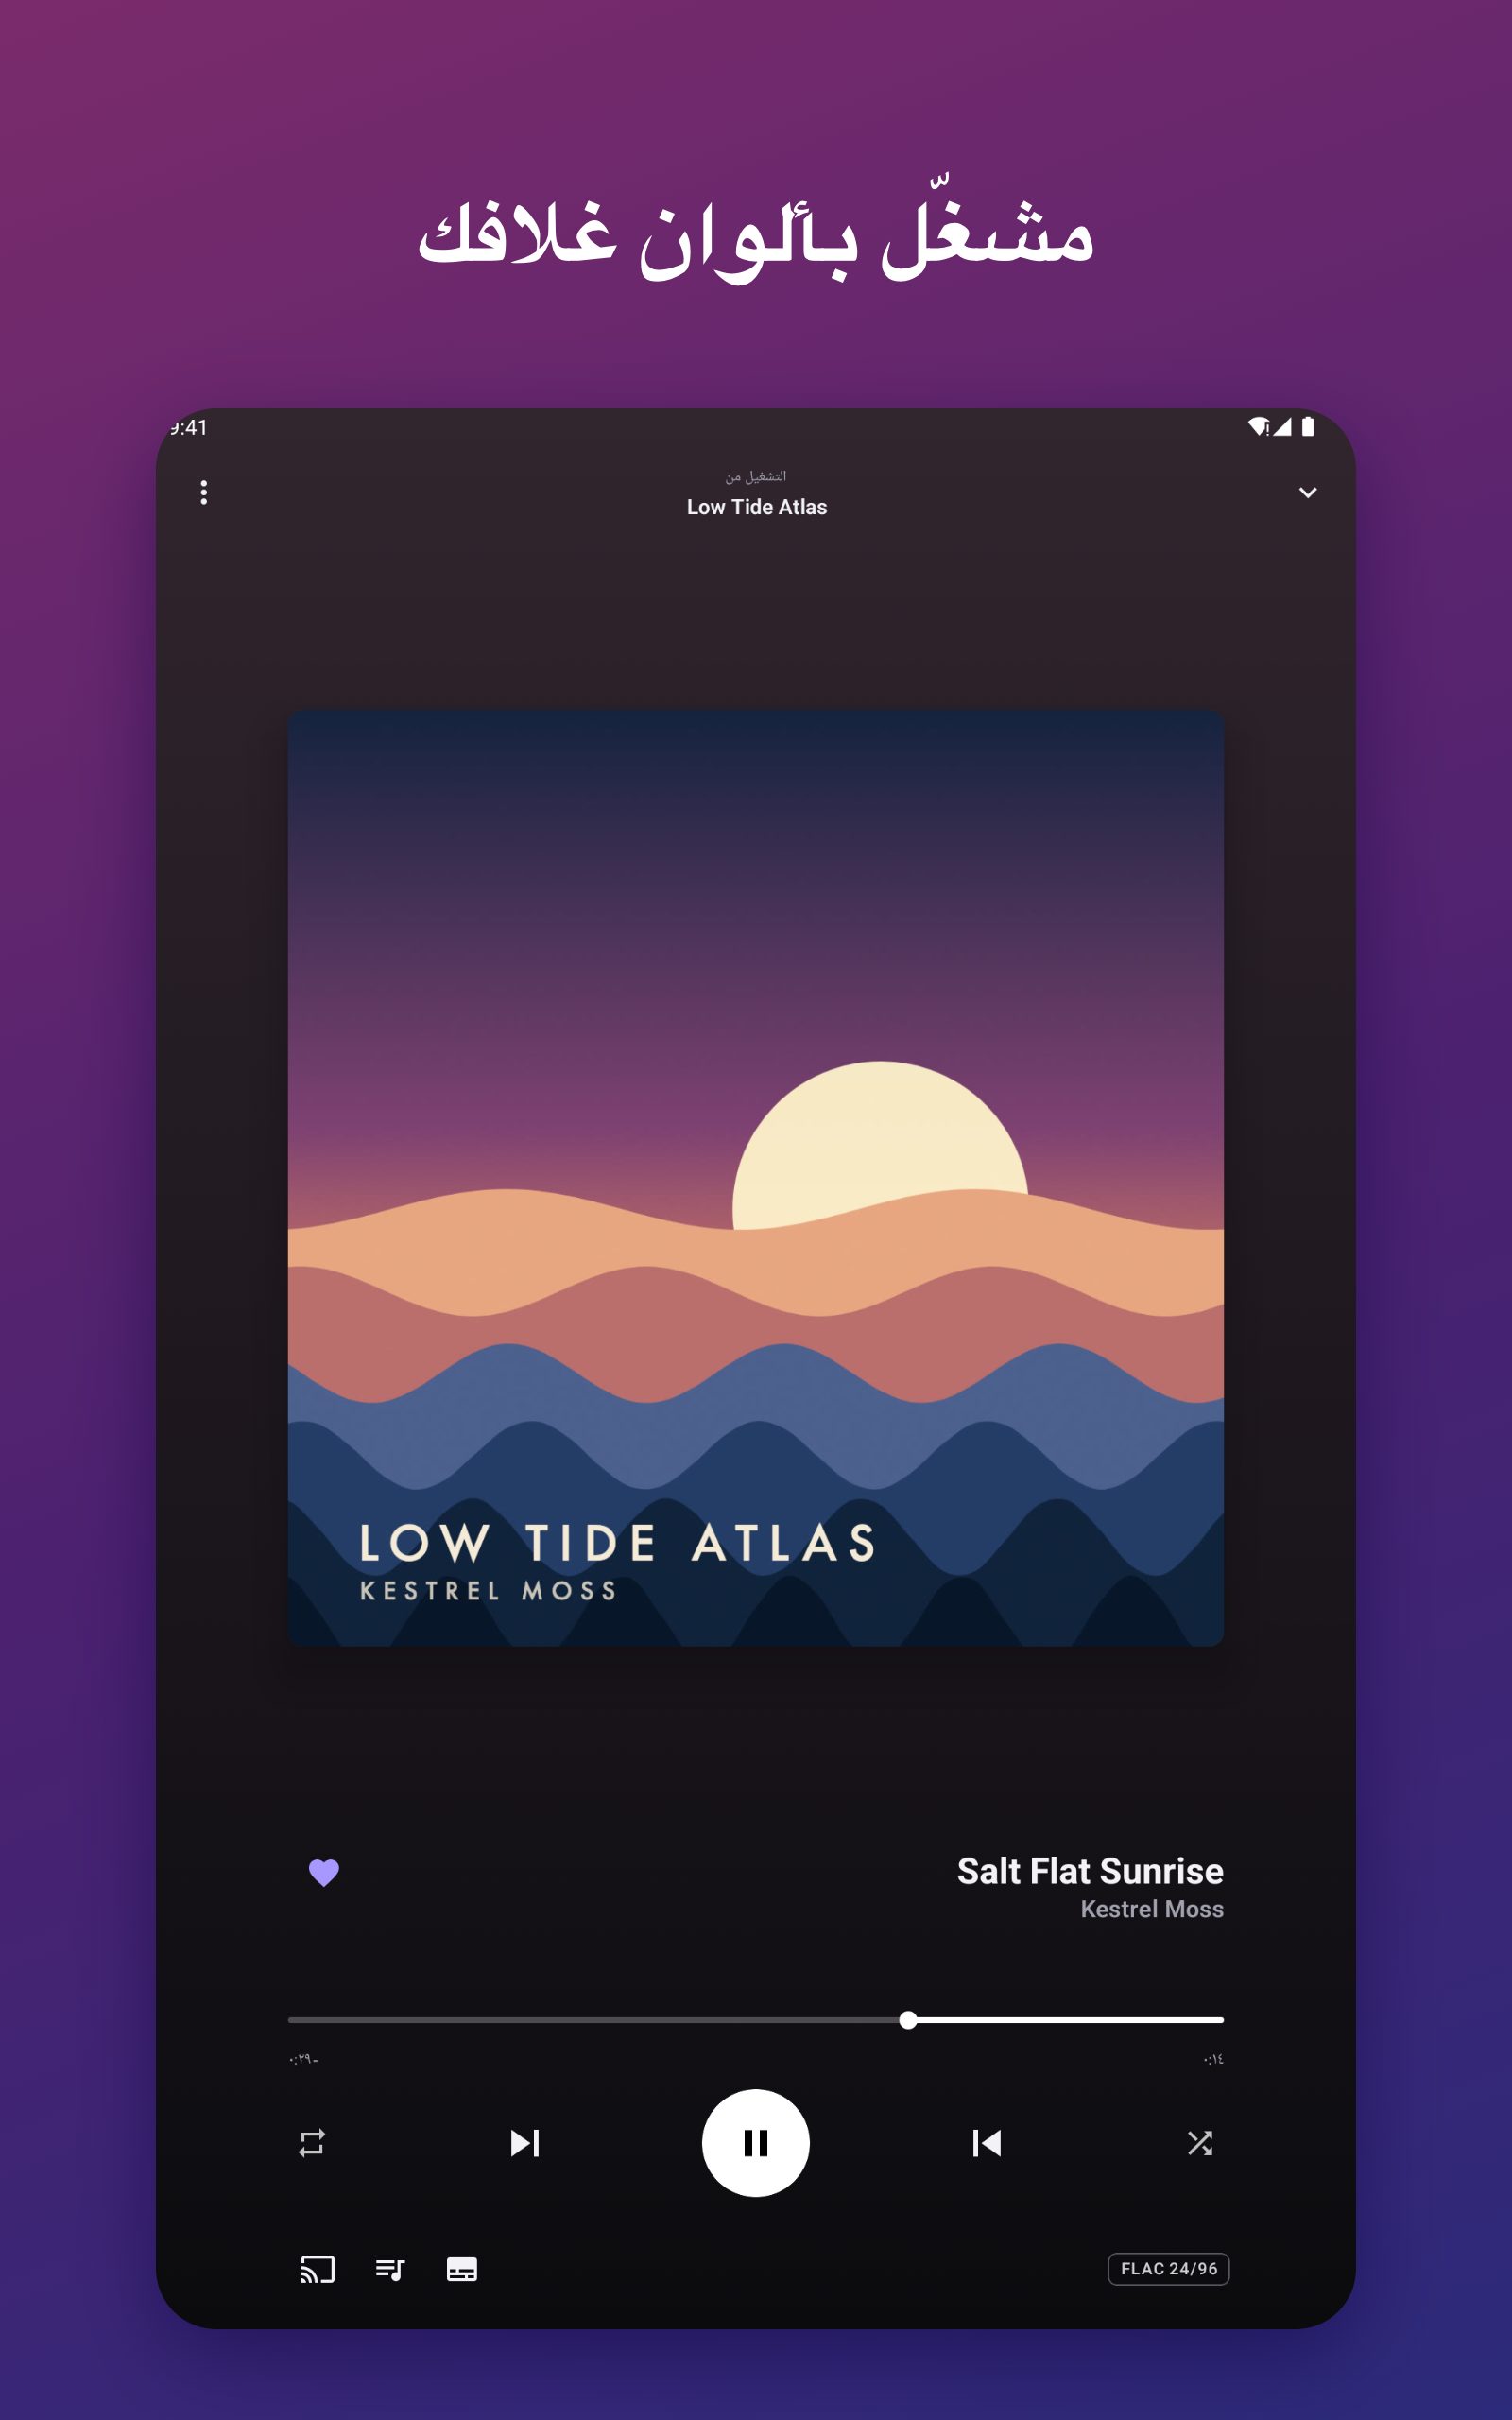 مشغّل بألوان غلافك
9:41
التشغيل من
Low Tide Atlas
LOW TIDE ATLAS
KESTREL MOSS
Salt Flat Sunrise
Kestrel Moss
٠:١٤
-٠:٢٩
FLAC 24/96